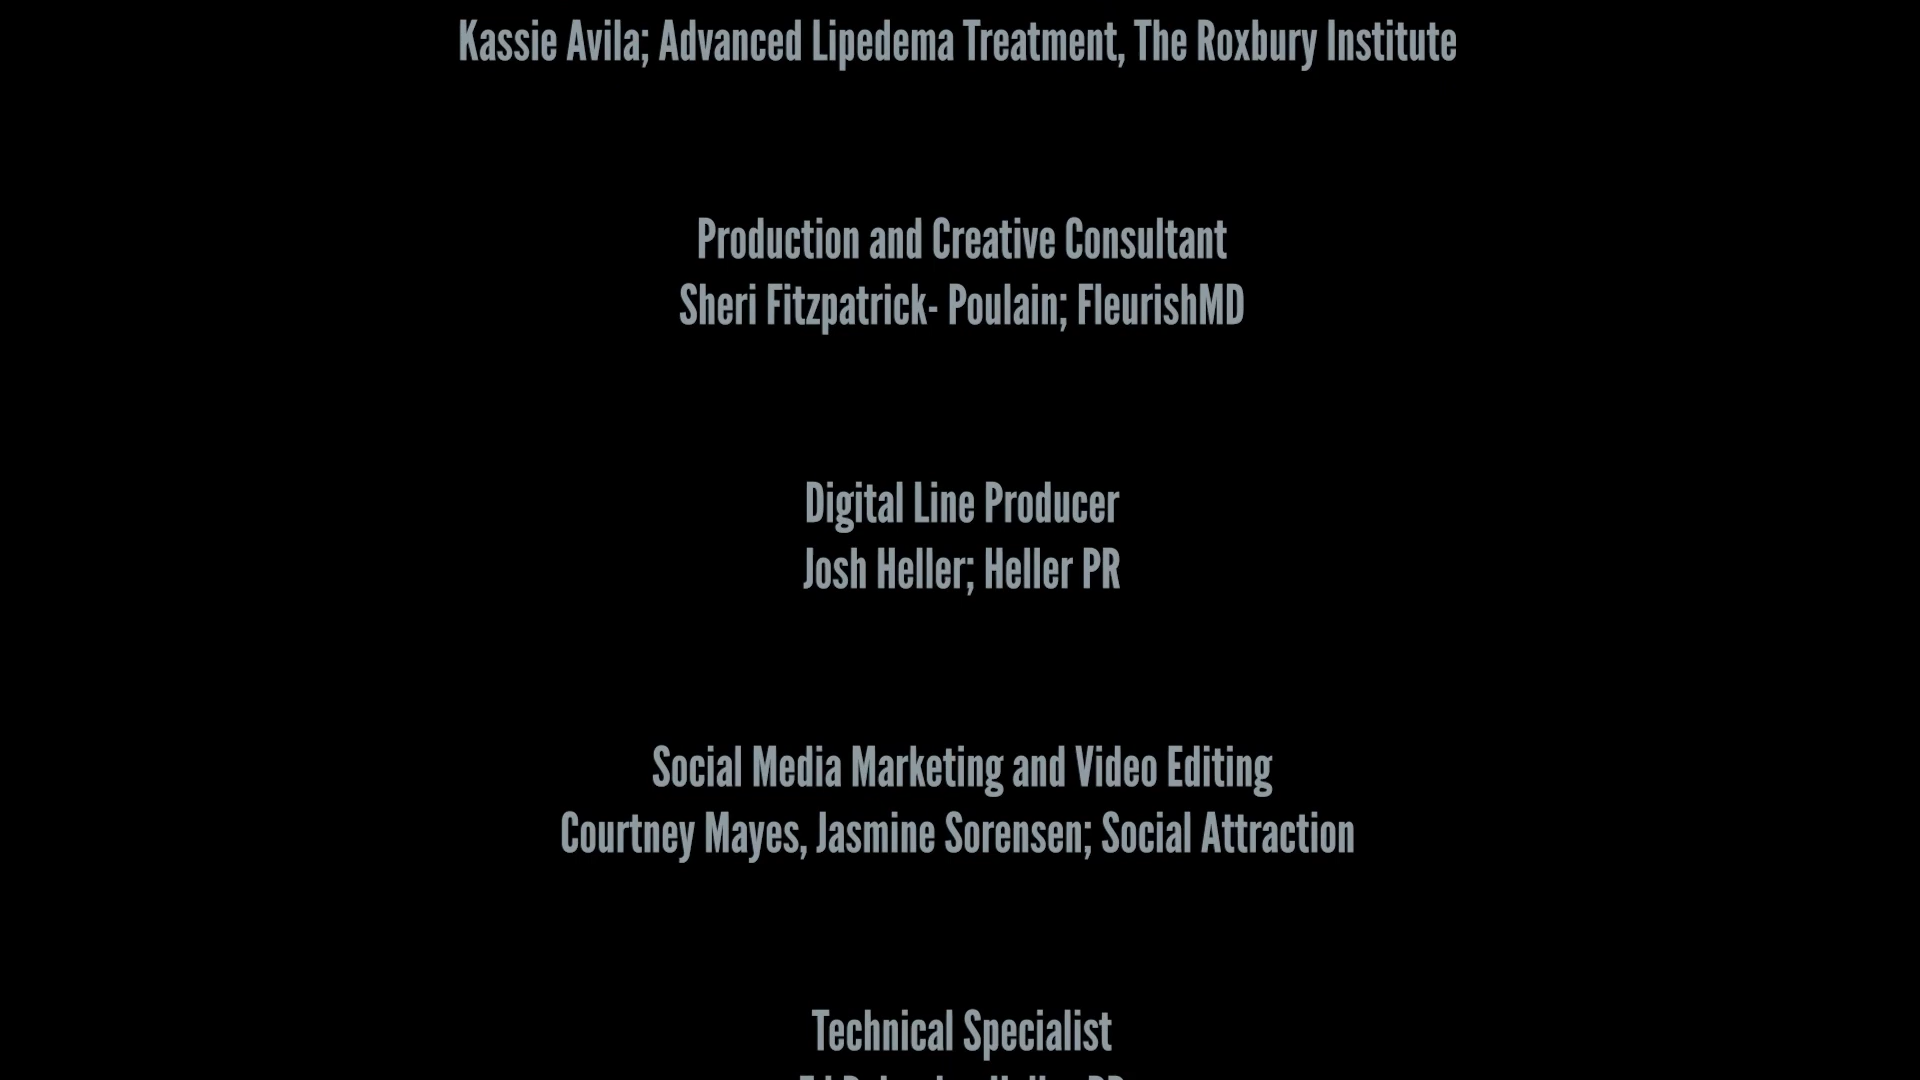 Kassie Avila; Advanced Lipedema Treatment, The Roxbury Institute
Production and Creative Consultant
Sheri Fitzpatrick- Poulain; FleurishMD
Digital Line Producer
Josh Heller; Heller PR
Social Media Marketing and Video Editing
Courtney Mayes, Jasmine Sorensen; Social Attraction
Technical Specialist